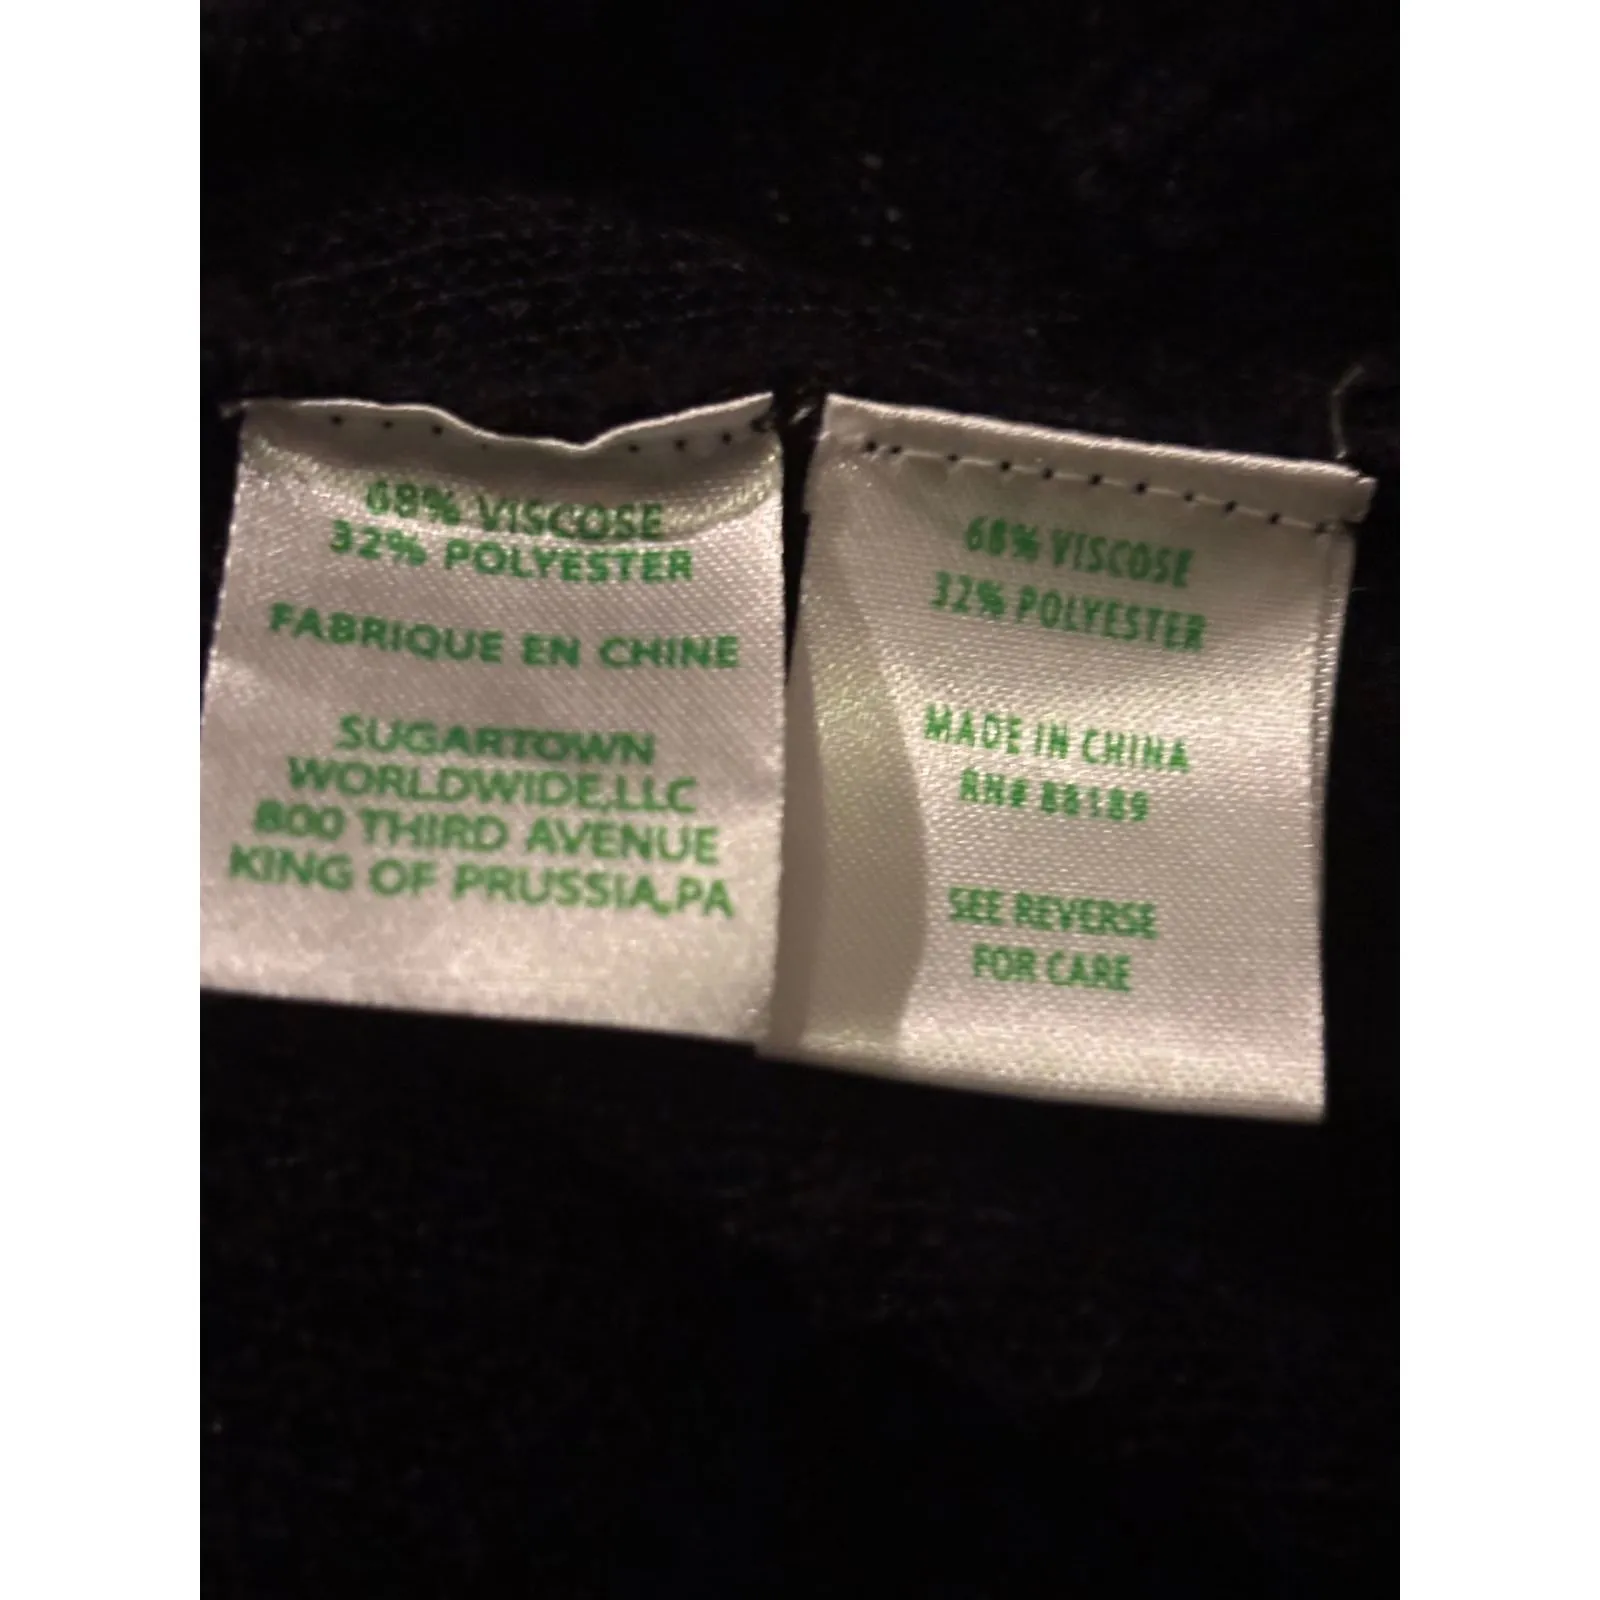 68% VISCOSE
32% POLYESTER
FABRIQUE EN CHINE
SUGARTOWN
WORLDWIDE,LLC
800 THIRD AVENUE
KING OF PRUSSIA,PA
68% VISCOSE
32% POLYESTER
MADE IN CHINA
RN# 88189
SEE REVERSE
FOR CARE